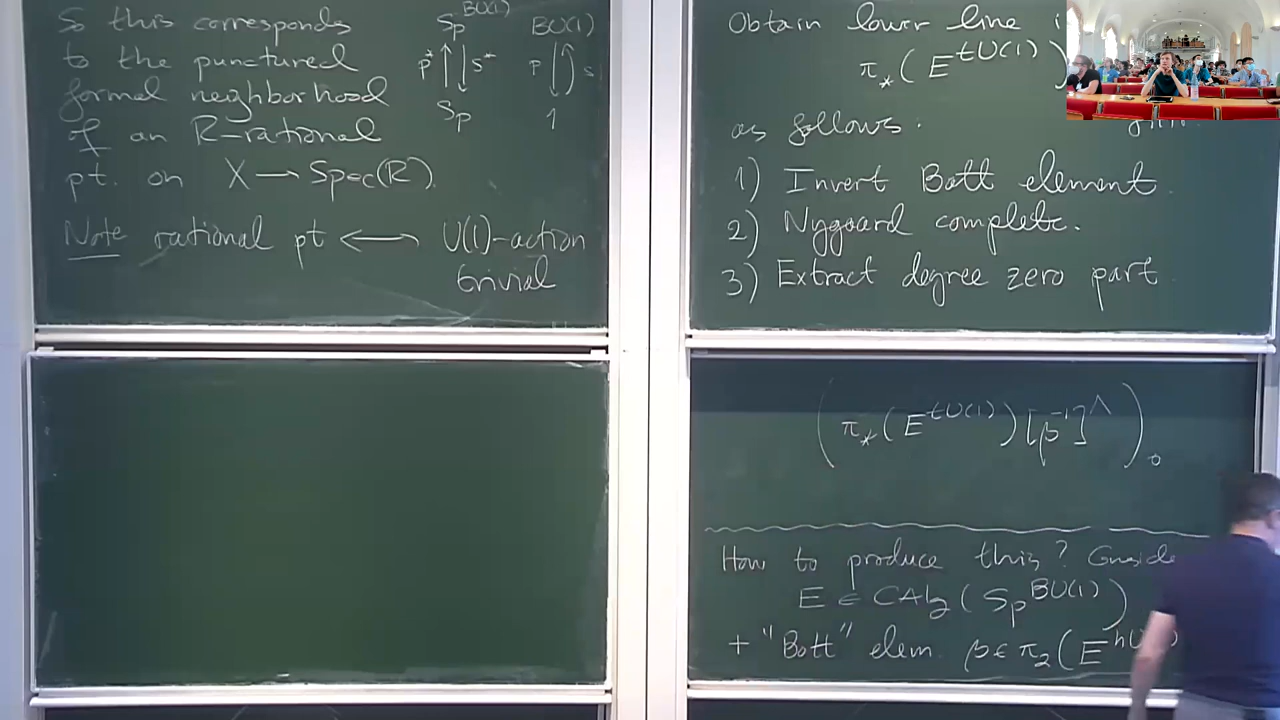 So this corresponds
to the punctured
formal neighborhood
of an R-rational
pt. on X → Spec(R).
Sp^BU(1) BU(1)
p* ↑↓ s* p ↓↑ s
Sp 1
Note rational pt ⟷ U(1)-action
trivial
Obtain lower line
π_*(E^{tU(1)})
as follows:
1) Invert Bott element.
2) Nygaard complete.
3) Extract degree zero part
(π_*(E^{tU(1)})[β^{-1}]^∧)_0
How to produce this?
E ∈ CAlg(Sp^{BU(1)})
+ "Bott" elem. β ∈ π_2(E^{h